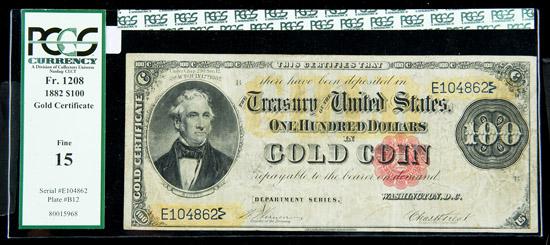 PCGS
CURRENCY
A Division of Collectors Universe
Nasdaq: CLCT
Fr. 1208
1882 $100
Gold Certificate
Fine
15
Serial #E104862
Plate #B12
80015968
THIS CERTIFIES THAT
there have been deposited in
E104862
THE Treasury OF THE United States.
ONE HUNDRED DOLLARS
IN
GOLD COIN
100
repayable to the bearer on demand.
DEPARTMENT SERIES.
WASHINGTON, D.C.
E104862
GOLD CERTIFICATE